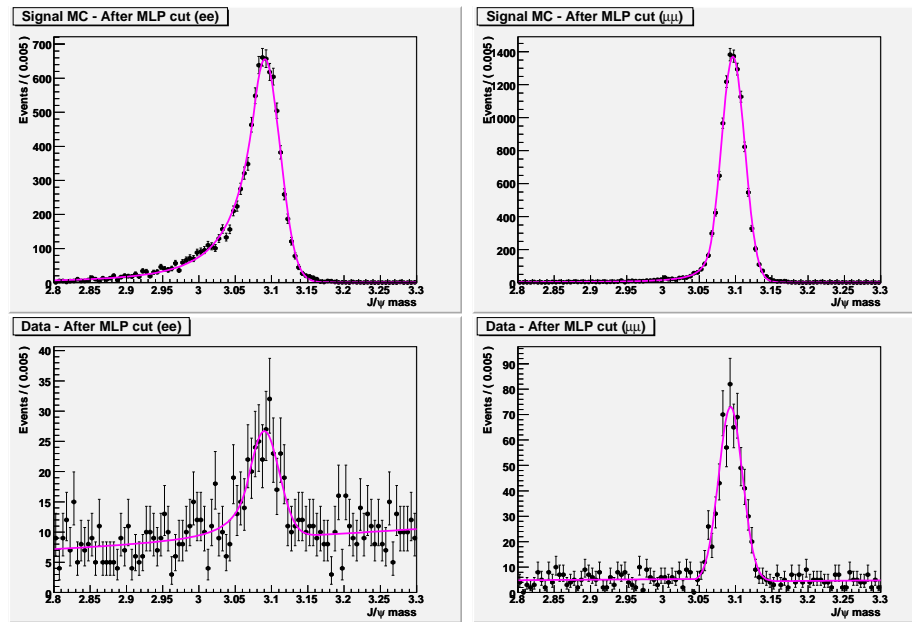 Signal MC - After MLP cut (ee)
Events / ( 0.005 )
700
600
500
400
300
200
100
0
2.8 2.85 2.9 2.95 3 3.05 3.1 3.15 3.2 3.25 3.3
J/ψ mass
Signal MC - After MLP cut (μμ)
Events / ( 0.005 )
1400
1200
1000
800
600
400
200
0
2.8 2.85 2.9 2.95 3 3.05 3.1 3.15 3.2 3.25 3.3
J/ψ mass
Data - After MLP cut (ee)
Events / ( 0.005 )
40
35
30
25
20
15
10
5
0
2.8 2.85 2.9 2.95 3 3.05 3.1 3.15 3.2 3.25 3.3
J/ψ mass
Data - After MLP cut (μμ)
Events / ( 0.005 )
90
80
70
60
50
40
30
20
10
0
2.8 2.85 2.9 2.95 3 3.05 3.1 3.15 3.2 3.25 3.3
J/ψ mass